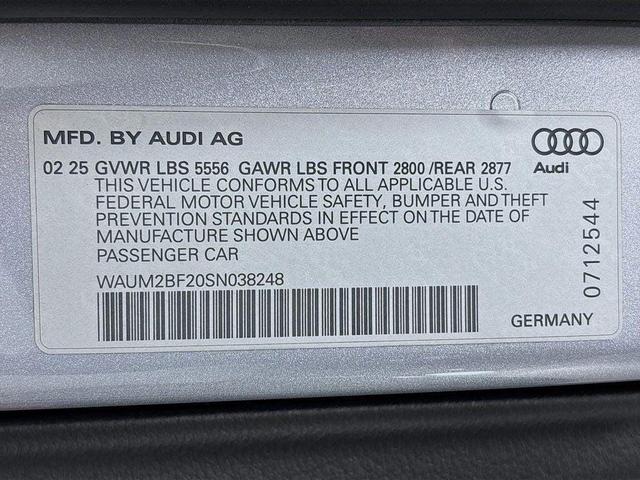 MFD. BY AUDI AG
02 25 GVWR LBS 5556 GAWR LBS FRONT 2800 /REAR 2877
THIS VEHICLE CONFORMS TO ALL APPLICABLE U.S.
FEDERAL MOTOR VEHICLE SAFETY, BUMPER AND THEFT
PREVENTION STANDARDS IN EFFECT ON THE DATE OF
MANUFACTURE SHOWN ABOVE
PASSENGER CAR
WAUM2BF20SN038248
Audi
0712544
GERMANY